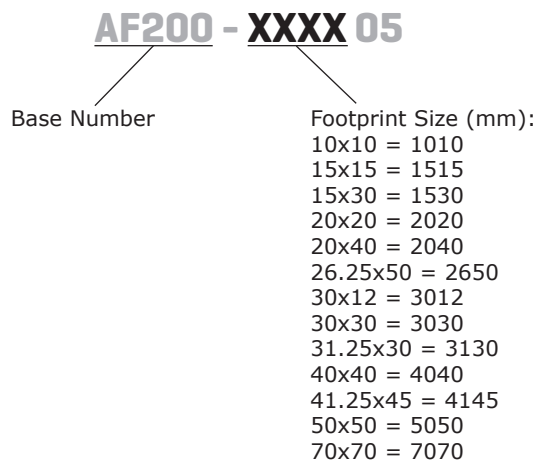 AF200 - XXXX 05
Base Number
Footprint Size (mm):
10x10 = 1010
15x15 = 1515
15x30 = 1530
20x20 = 2020
20x40 = 2040
26.25x50 = 2650
30x12 = 3012
30x30 = 3030
31.25x30 = 3130
40x40 = 4040
41.25x45 = 4145
50x50 = 5050
70x70 = 7070